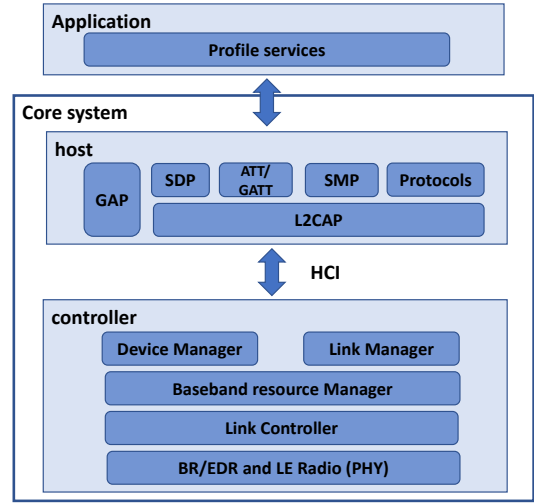 Application
Profile services
Core system
host
GAP
SDP
ATT/
GATT
SMP
Protocols
L2CAP
HCI
controller
Device Manager
Link Manager
Baseband resource Manager
Link Controller
BR/EDR and LE Radio (PHY)